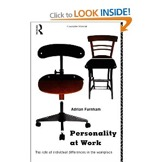 Click to LOOK INSIDE!
R
Adrian Furnham
Personality
at Work
The role of individual differences in the workplace